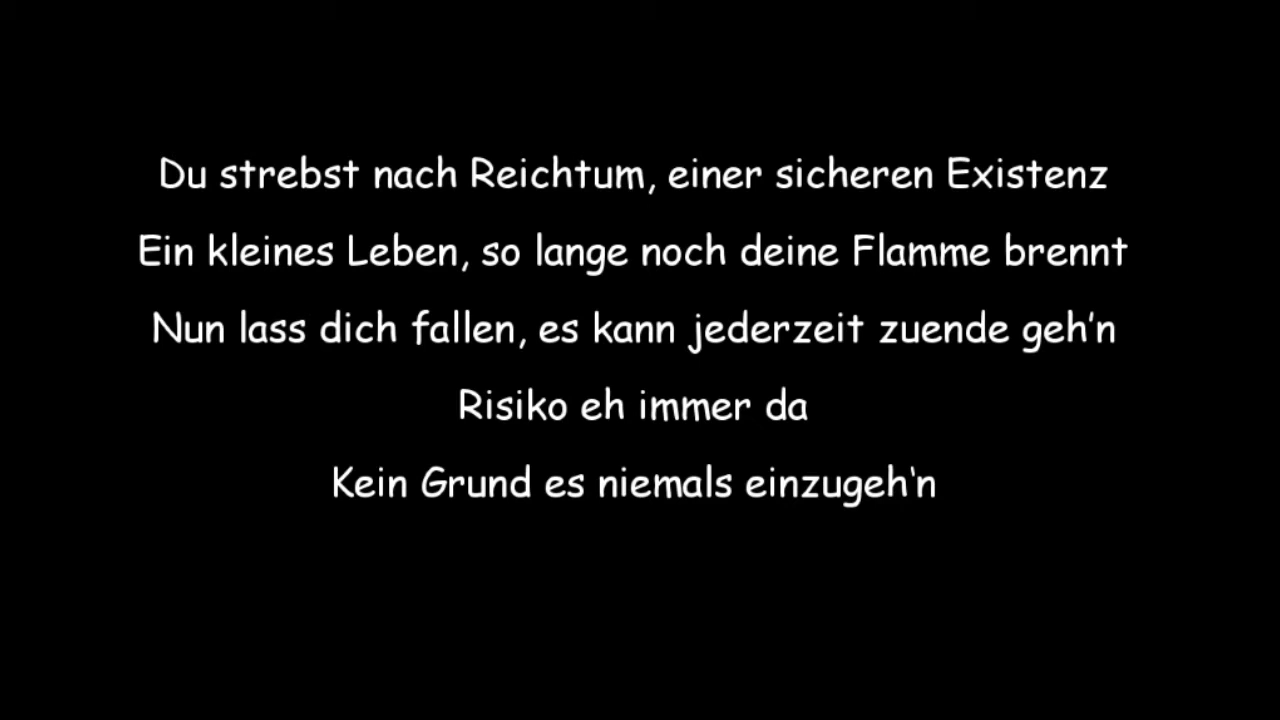 Du strebst nach Reichtum, einer sicheren Existenz
Ein kleines Leben, so lange noch deine Flamme brennt
Nun lass dich fallen, es kann jederzeit zuende geh'n
Risiko eh immer da
Kein Grund es niemals einzugeh'n